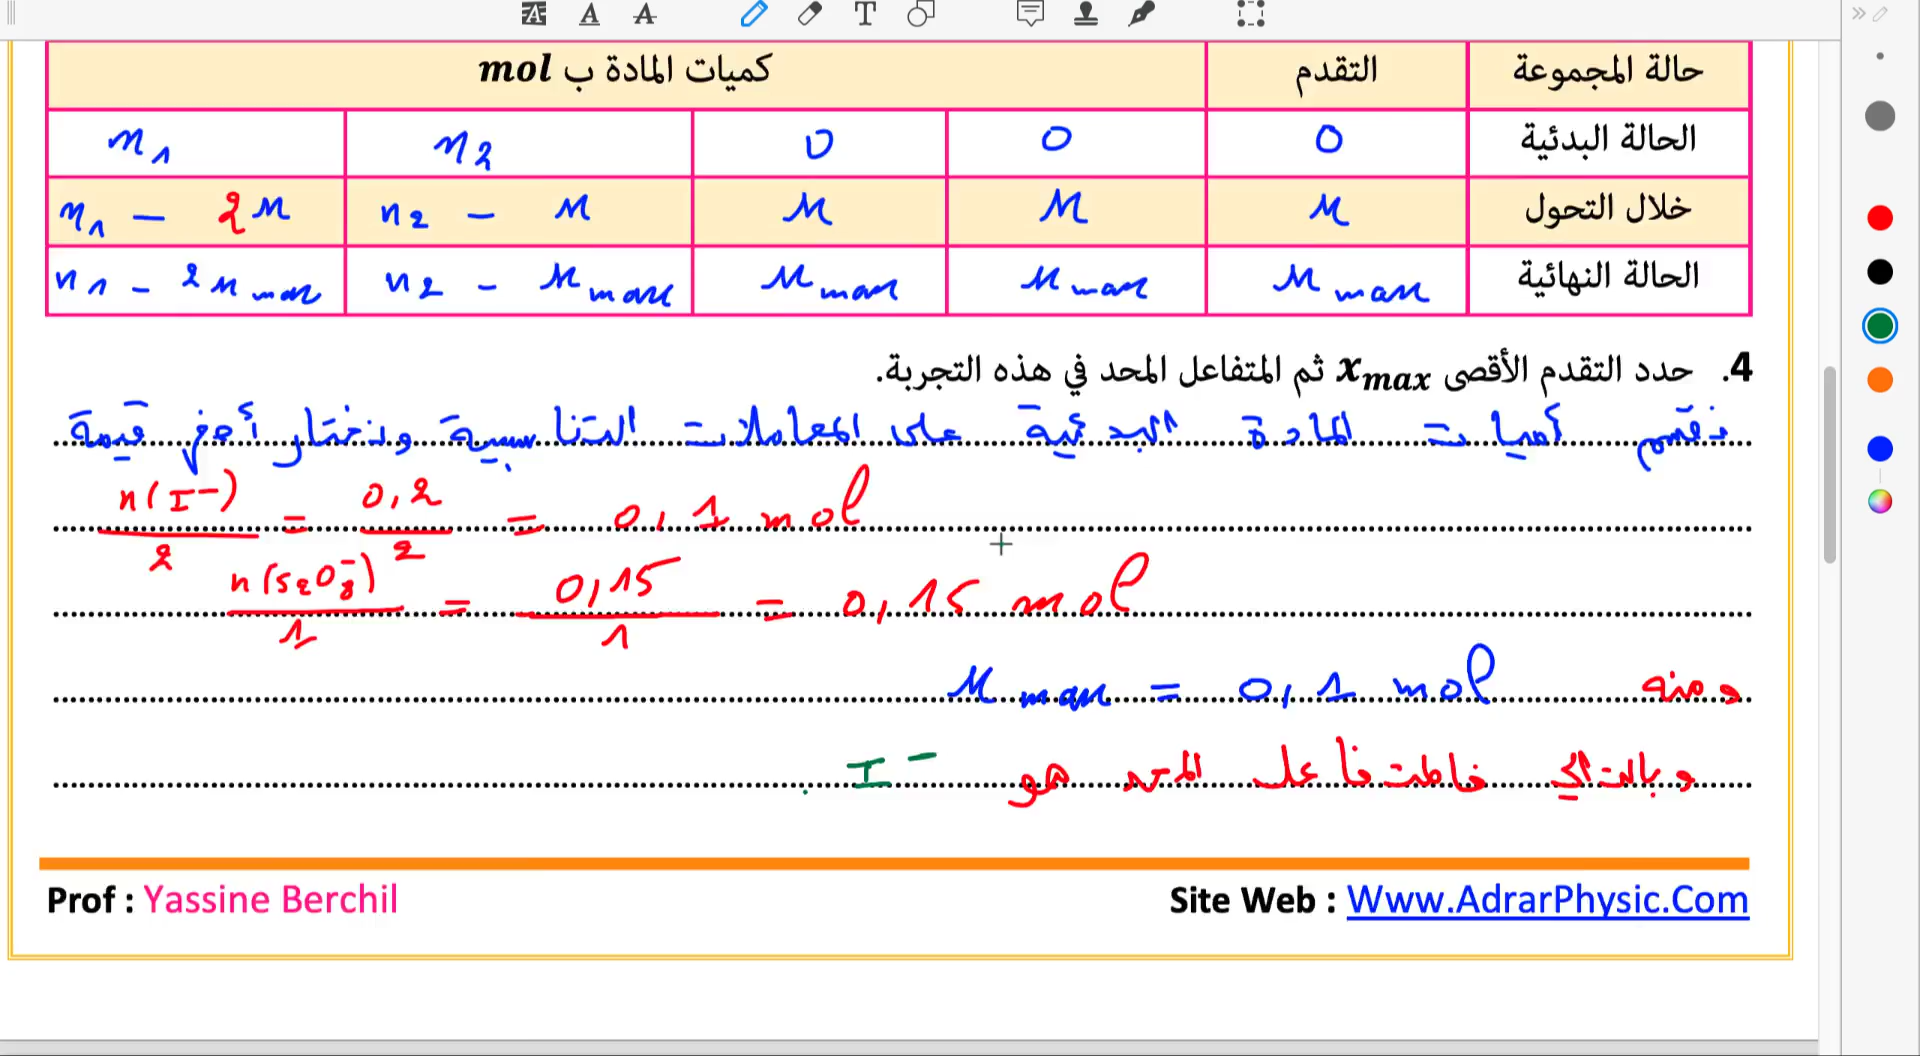 حالة المجموعة التقدم كميات المادة ب mol
الحالة البدئية 0 0 0 n2 n1
خلال التحول x x x n2 - x n1 - 2x
الحالة النهائية xmax xmax xmax n2 - xmax n1 - 2xmax
4. حدد التقدم الأقصى xmax ثم المتفاعل المحد في هذه التجربة.
نقسم كميات المادة البدئية على المعاملات التناسبية ونختار أصغر قيمة
n(I-)/2 = 0,2/2 = 0,1 mol
n(S2O8-)/1 = 0,15/1 = 0,15 mol
ومنه xmax = 0,1 mol
وبالتالي فالمتفاعل المحد هو I-
Prof : Yassine Berchil Site Web : Www.AdrarPhysic.Com